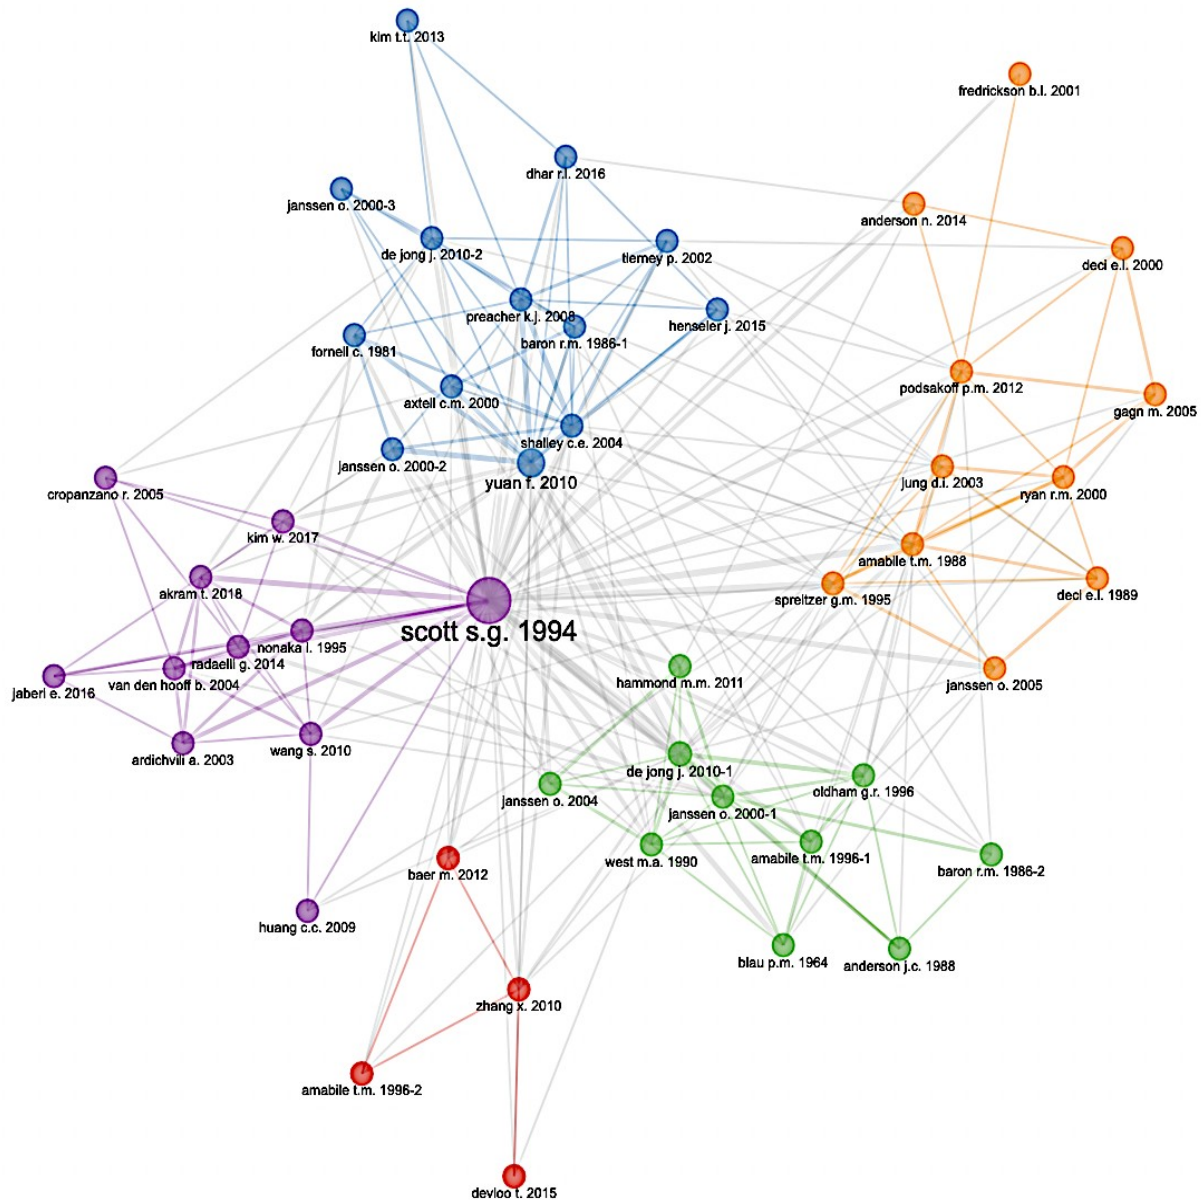 kim t.t. 2013
fredrickson b.l. 2001
dhar r.l. 2016
janssen o. 2000-3
anderson n. 2014
de jong j. 2010-2
tierney p. 2002
deci e.l. 2000
preacher k.j. 2008
henseler j. 2015
baron r.m. 1986-1
fornell c. 1981
podsakoff p.m. 2012
axtell c.m. 2000
gagn m. 2005
shalley c.e. 2004
janssen o. 2000-2
yuan f. 2010
jung d.i. 2003
ryan r.m. 2000
cropanzano r. 2005
kim w. 2017
amabile t.m. 1988
akram t. 2018
spreitzer g.m. 1995
deci e.l. 1989
scott s.g. 1994
nonaka i. 1995
radaelli g. 2014
van den hooff b. 2004
jaberi e. 2016
hammond m.m. 2011
janssen o. 2005
wang s. 2010
ardichvili a. 2003
de jong j. 2010-1
oldham g.r. 1996
janssen o. 2004
janssen o. 2000-1
west m.a. 1990
amabile t.m. 1996-1
baer m. 2012
baron r.m. 1986-2
huang c.c. 2009
blau p.m. 1964
anderson j.c. 1988
zhang x. 2010
amabile t.m. 1996-2
devloo t. 2015